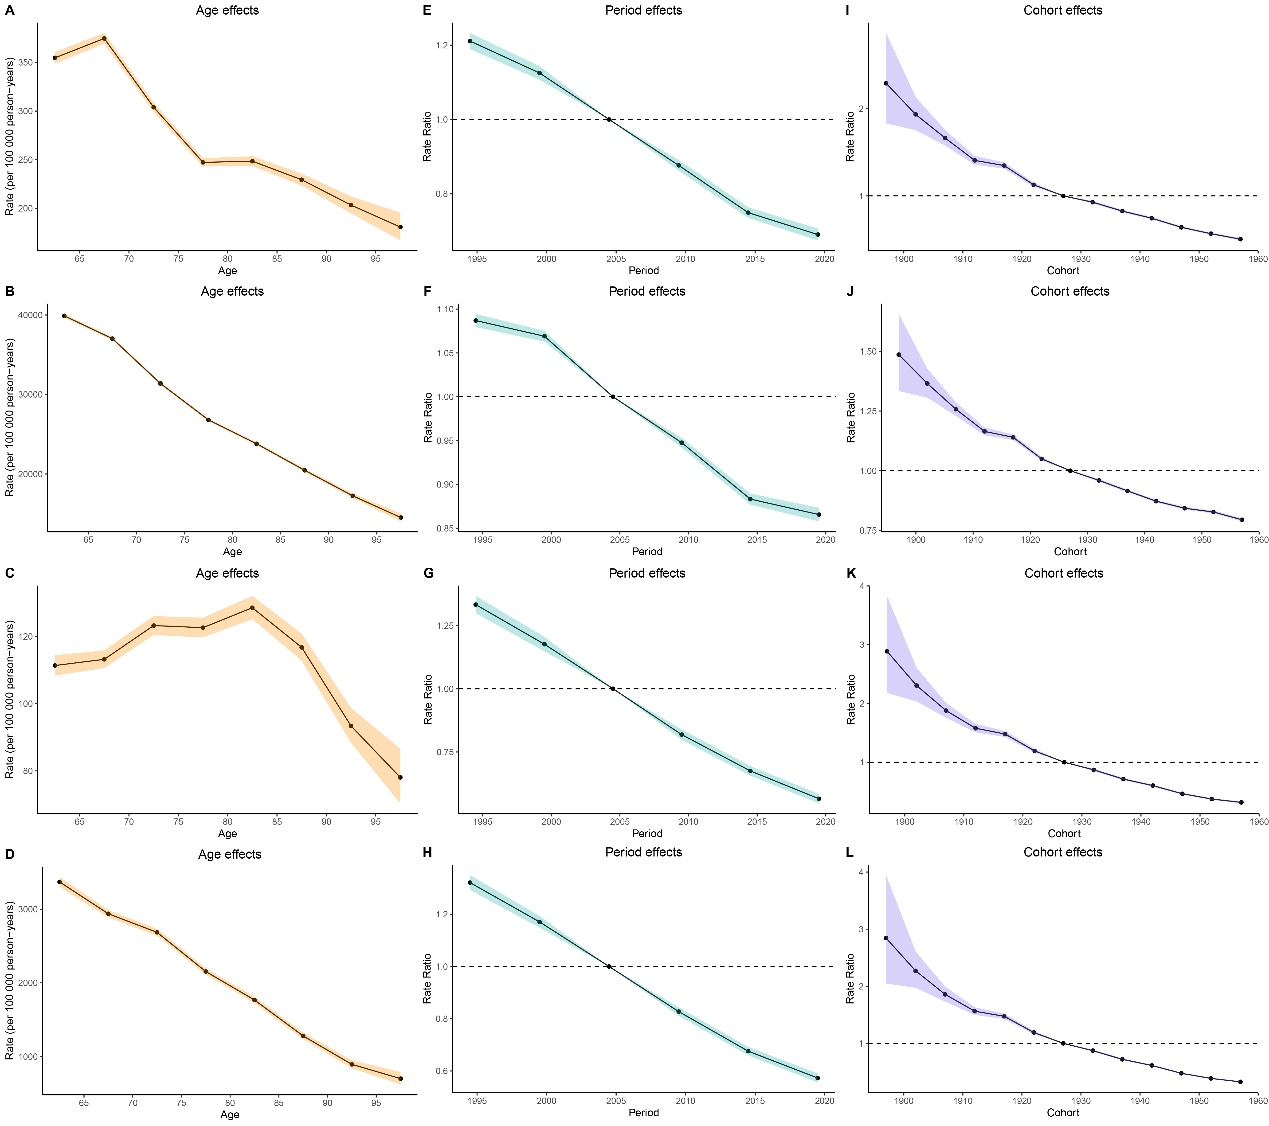 A Age effects
Rate (per 100 000 person−years)
350
300
250
200
65 70 75 80 85 90 95
Age
E Period effects
Rate Ratio
1.2
1.0
0.8
1995 2000 2005 2010 2015 2020
Period
I Cohort effects
Rate Ratio
2
1
1900 1910 1920 1930 1940 1950 1960
Cohort
B Age effects
Rate (per 100 000 person−years)
40000
30000
20000
65 70 75 80 85 90 95
Age
F Period effects
Rate Ratio
1.10
1.05
1.00
0.95
0.90
0.85
1995 2000 2005 2010 2015 2020
Period
J Cohort effects
Rate Ratio
1.50
1.25
1.00
0.75
1900 1910 1920 1930 1940 1950 1960
Cohort
C Age effects
Rate (per 100 000 person−years)
120
100
80
65 70 75 80 85 90 95
Age
G Period effects
Rate Ratio
1.25
1.00
0.75
1995 2000 2005 2010 2015 2020
Period
K Cohort effects
Rate Ratio
4
3
2
1
1900 1910 1920 1930 1940 1950 1960
Cohort
D Age effects
Rate (per 100 000 person−years)
3000
2000
1000
65 70 75 80 85 90 95
Age
H Period effects
Rate Ratio
1.2
1.0
0.8
0.6
1995 2000 2005 2010 2015 2020
Period
L Cohort effects
Rate Ratio
4
3
2
1
1900 1910 1920 1930 1940 1950 1960
Cohort